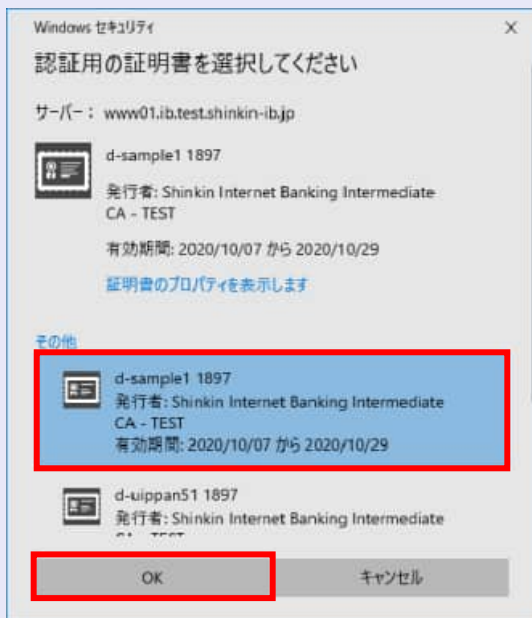 Windows セキュリティ
認証用の証明書を選択してください
サーバー： www01.ib.test.shinkin-ib.jp
d-sample1 1897
発行者: Shinkin Internet Banking Intermediate
CA - TEST
有効期間: 2020/10/07 から 2020/10/29
証明書のプロパティを表示します
その他
d-sample1 1897
発行者: Shinkin Internet Banking Intermediate
CA - TEST
有効期間: 2020/10/07 から 2020/10/29
d-uippan51 1897
発行者: Shinkin Internet Banking Intermediate
OK
キャンセル